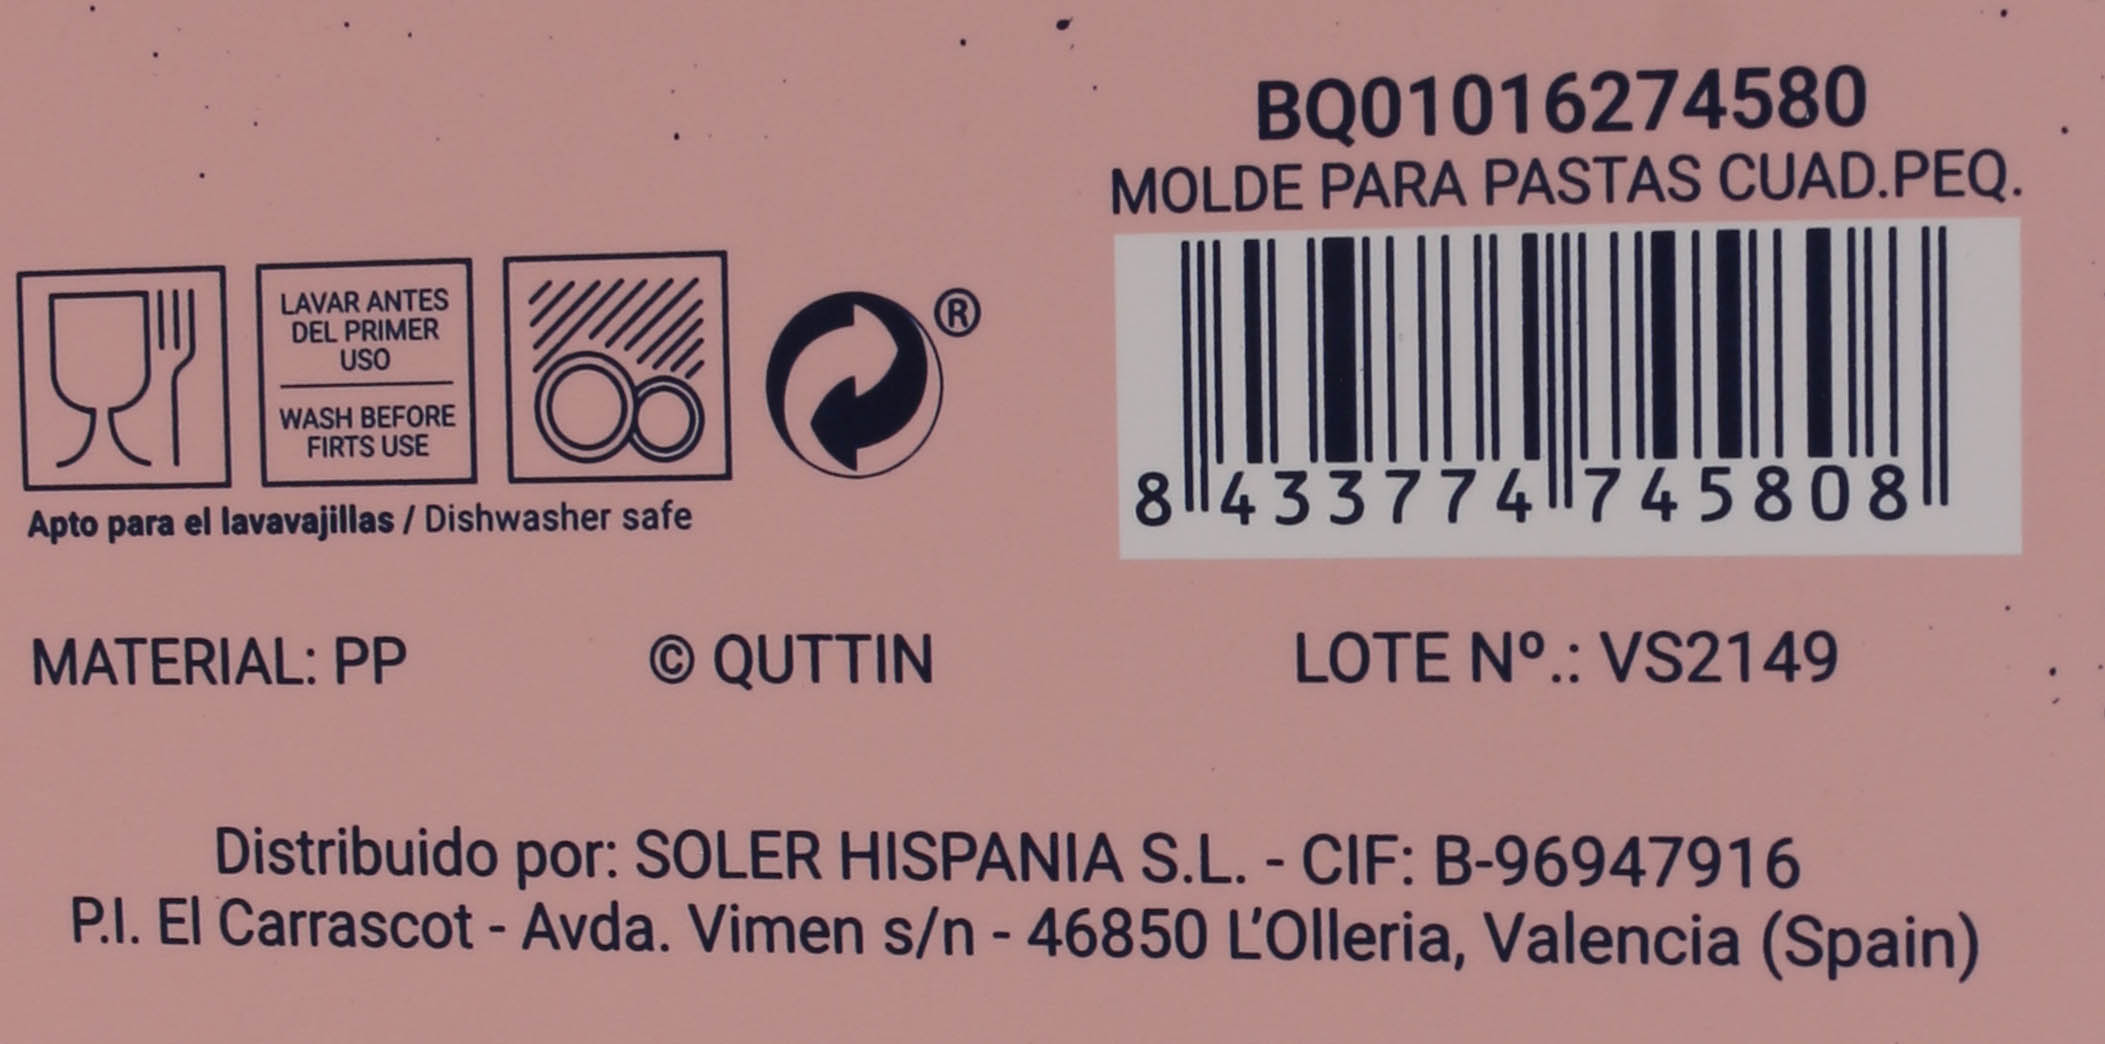 BQ01016274580
MOLDE PARA PASTAS CUAD.PEQ.
LAVAR ANTES
DEL PRIMER
USO
WASH BEFORE
FIRTS USE
®
8 433774 745808
Apto para el lavavajillas / Dishwasher safe
MATERIAL: PP
© QUTTIN
LOTE Nº.: VS2149
Distribuido por: SOLER HISPANIA S.L. - CIF: B-96947916
P.I. El Carrascot - Avda. Vimen s/n - 46850 L'Olleria, Valencia (Spain)